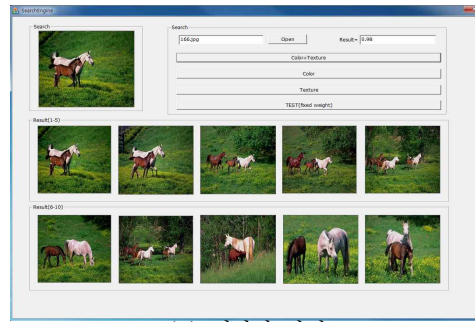 SearchEngine
Search
Search
166.jpg Open Result= 0.98
Color+Texture
Color
Texture
TEST(fixed weight)
Result[1-5]
Result[6-10]